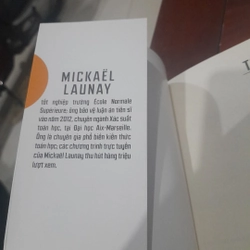 MICKAËL
LAUNAY
tốt nghiệp trường École Normale
Supérieure; ông bảo vệ luận án tiến sĩ
vào năm 2012, chuyên ngành Xác suất
toán học, tại Đại học Aix-Marseille.
Ông là chuyên gia phổ biến kiến thức
toán học; các chương trình trực tuyến
của Mickaël Launay thu hút hàng triệu
lượt xem.